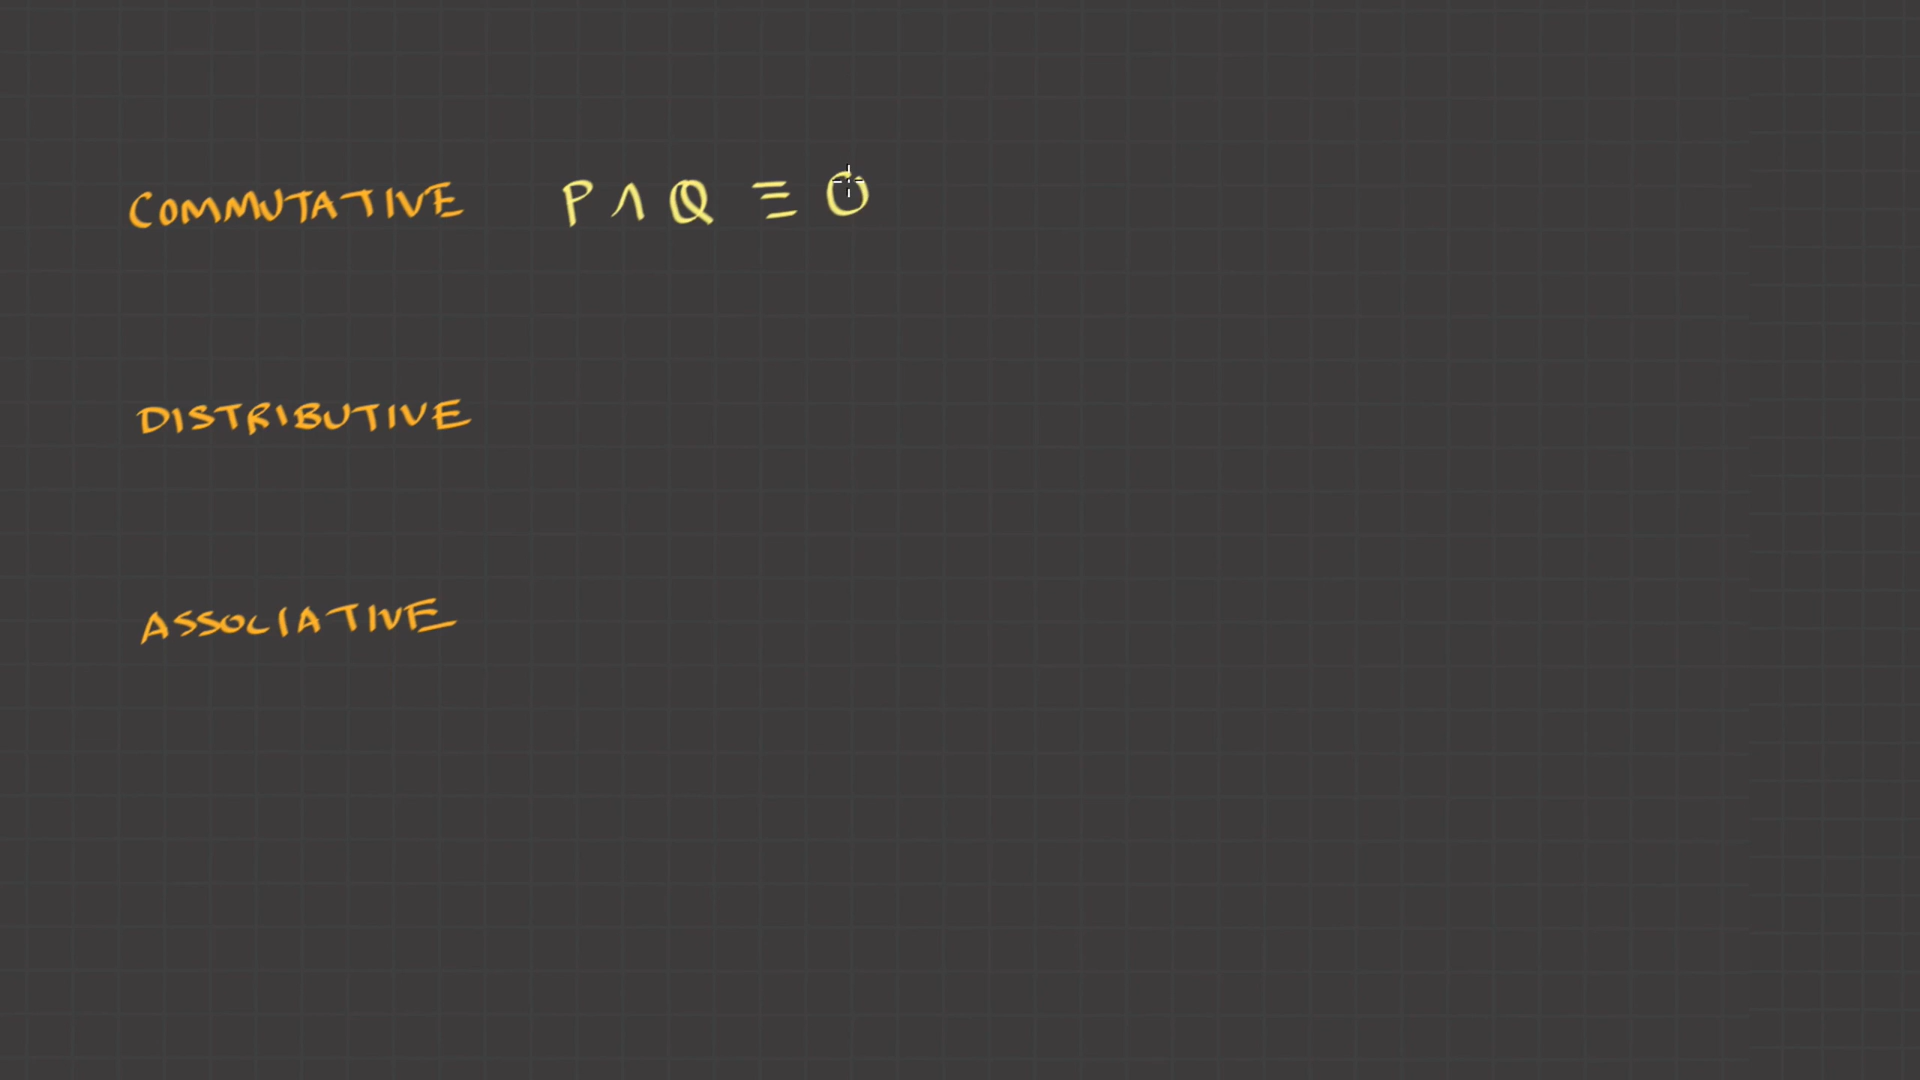 COMMUTATIVE P ∧ Q ≡ O
DISTRIBUTIVE
ASSOCIATIVE